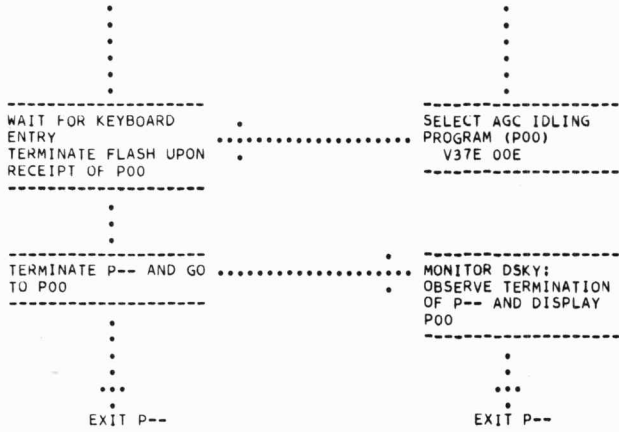 WAIT FOR KEYBOARD
ENTRY
TERMINATE FLASH UPON
RECEIPT OF P00
SELECT AGC IDLING
PROGRAM (P00)
V37E 00E
TERMINATE P-- AND GO
TO P00
MONITOR DSKY:
OBSERVE TERMINATION
OF P-- AND DISPLAY
P00
EXIT P--
EXIT P--